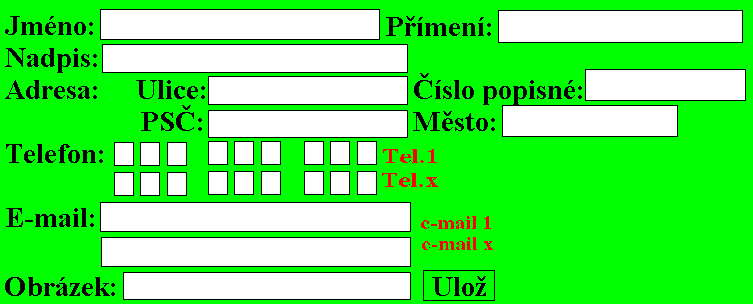 Jméno: Přímení:
Nadpis:
Adresa: Ulice: Číslo popisné:
PSČ: Město:
Telefon: Tel.1
Tel.x
E-mail: e-mail 1
e-mail x
Obrázek: Ulož